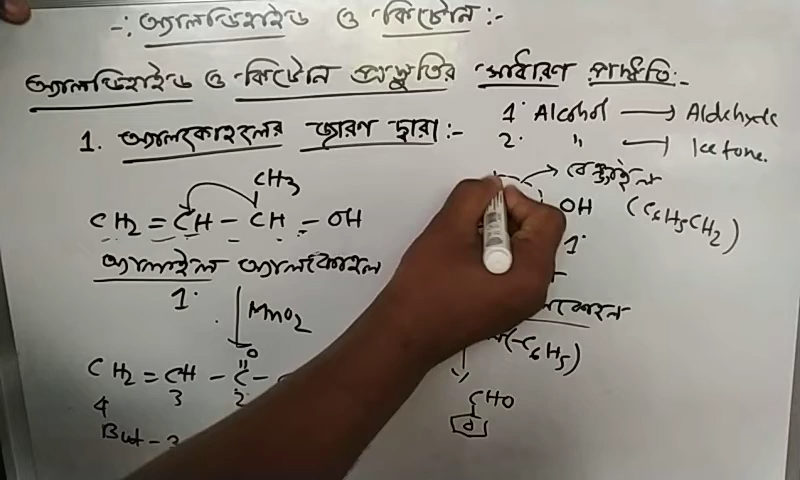 -: অ্যালডিহাইড ও কিটোন :-
অ্যালডিহাইড ও কিটোন প্রস্তুতির সাধারণ পদ্ধতি:-
1. অ্যালকোহলের জারণ দ্বারা:-
1° Alcohol → Aldehyde
2° " → Ketone.
CH3
CH2=CH-CH-OH
অ্যালাইল অ্যালকোহল
1°
MnO2
O
CH2=CH-C-
4 3 2
But-3
বেঞ্জাইল
OH (C6H5CH2)
1°
(-C6H5)
CHO